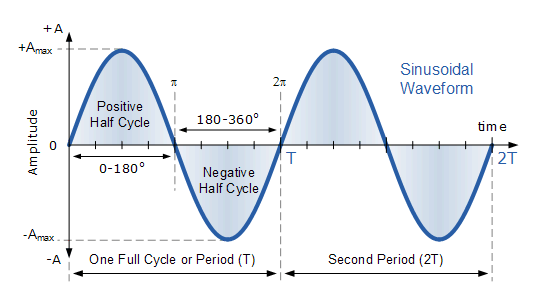 +A
+Amax
Sinusoidal
Waveform
π
2π
Positive
Half Cycle
180-360°
time
Amplitude
0
T
2T
0-180°
Negative
Half Cycle
-Amax
-A
One Full Cycle or Period (T)
Second Period (2T)